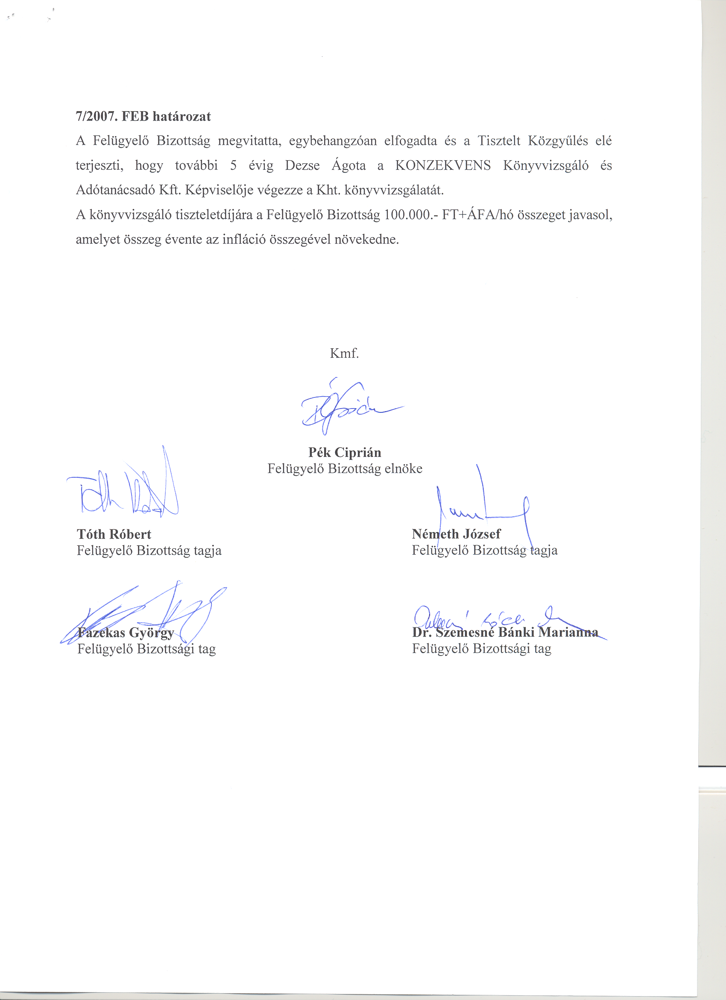 7/2007. FEB határozat
A Felügyelő Bizottság megvitatta, egybehangzóan elfogadta és a Tisztelt Közgyűlés elé
terjeszti, hogy további 5 évig Dezse Ágota a KONZEKVENS Könyvvizsgáló és
Adótanácsadó Kft. Képviselője végezze a Kht. könyvvizsgálatát.
A könyvvizsgáló tiszteletdíjára a Felügyelő Bizottság 100.000.- FT+ÁFA/hó összeget javasol,
amelyet összeg évente az infláció összegével növekedne.
Kmf.
Pék Ciprián
Felügyelő Bizottság elnöke
Tóth Róbert
Felügyelő Bizottság tagja
Németh József
Felügyelő Bizottság tagja
Fazekas György
Felügyelő Bizottsági tag
Dr. Szemesné Bánki Marianna
Felügyelő Bizottsági tag